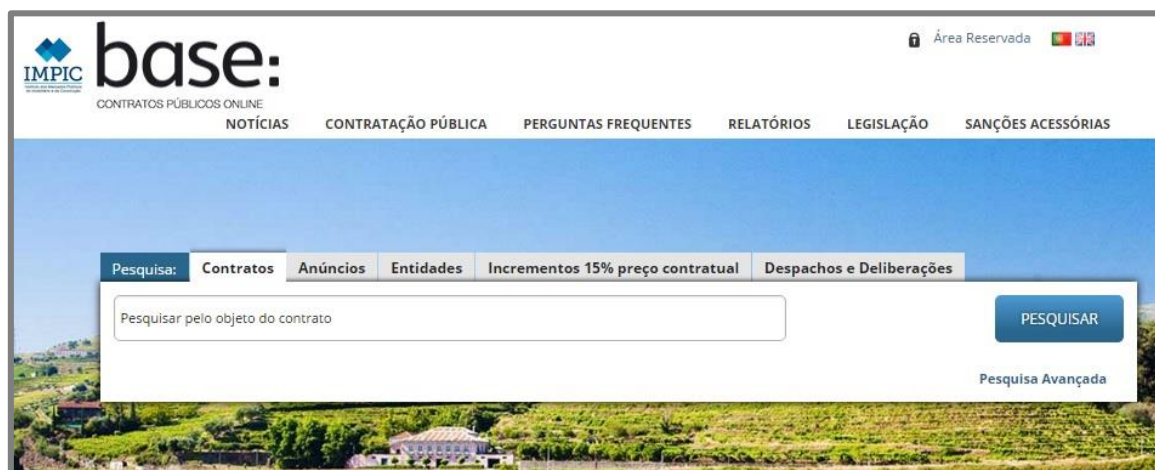 Área Reservada
IMPIC
base:
CONTRATOS PÚBLICOS ONLINE
NOTÍCIAS CONTRATAÇÃO PÚBLICA PERGUNTAS FREQUENTES RELATÓRIOS LEGISLAÇÃO SANÇÕES ACESSÓRIAS
Pesquisa: Contratos Anúncios Entidades Incrementos 15% preço contratual Despachos e Deliberações
Pesquisar pelo objeto do contrato PESQUISAR
Pesquisa Avançada